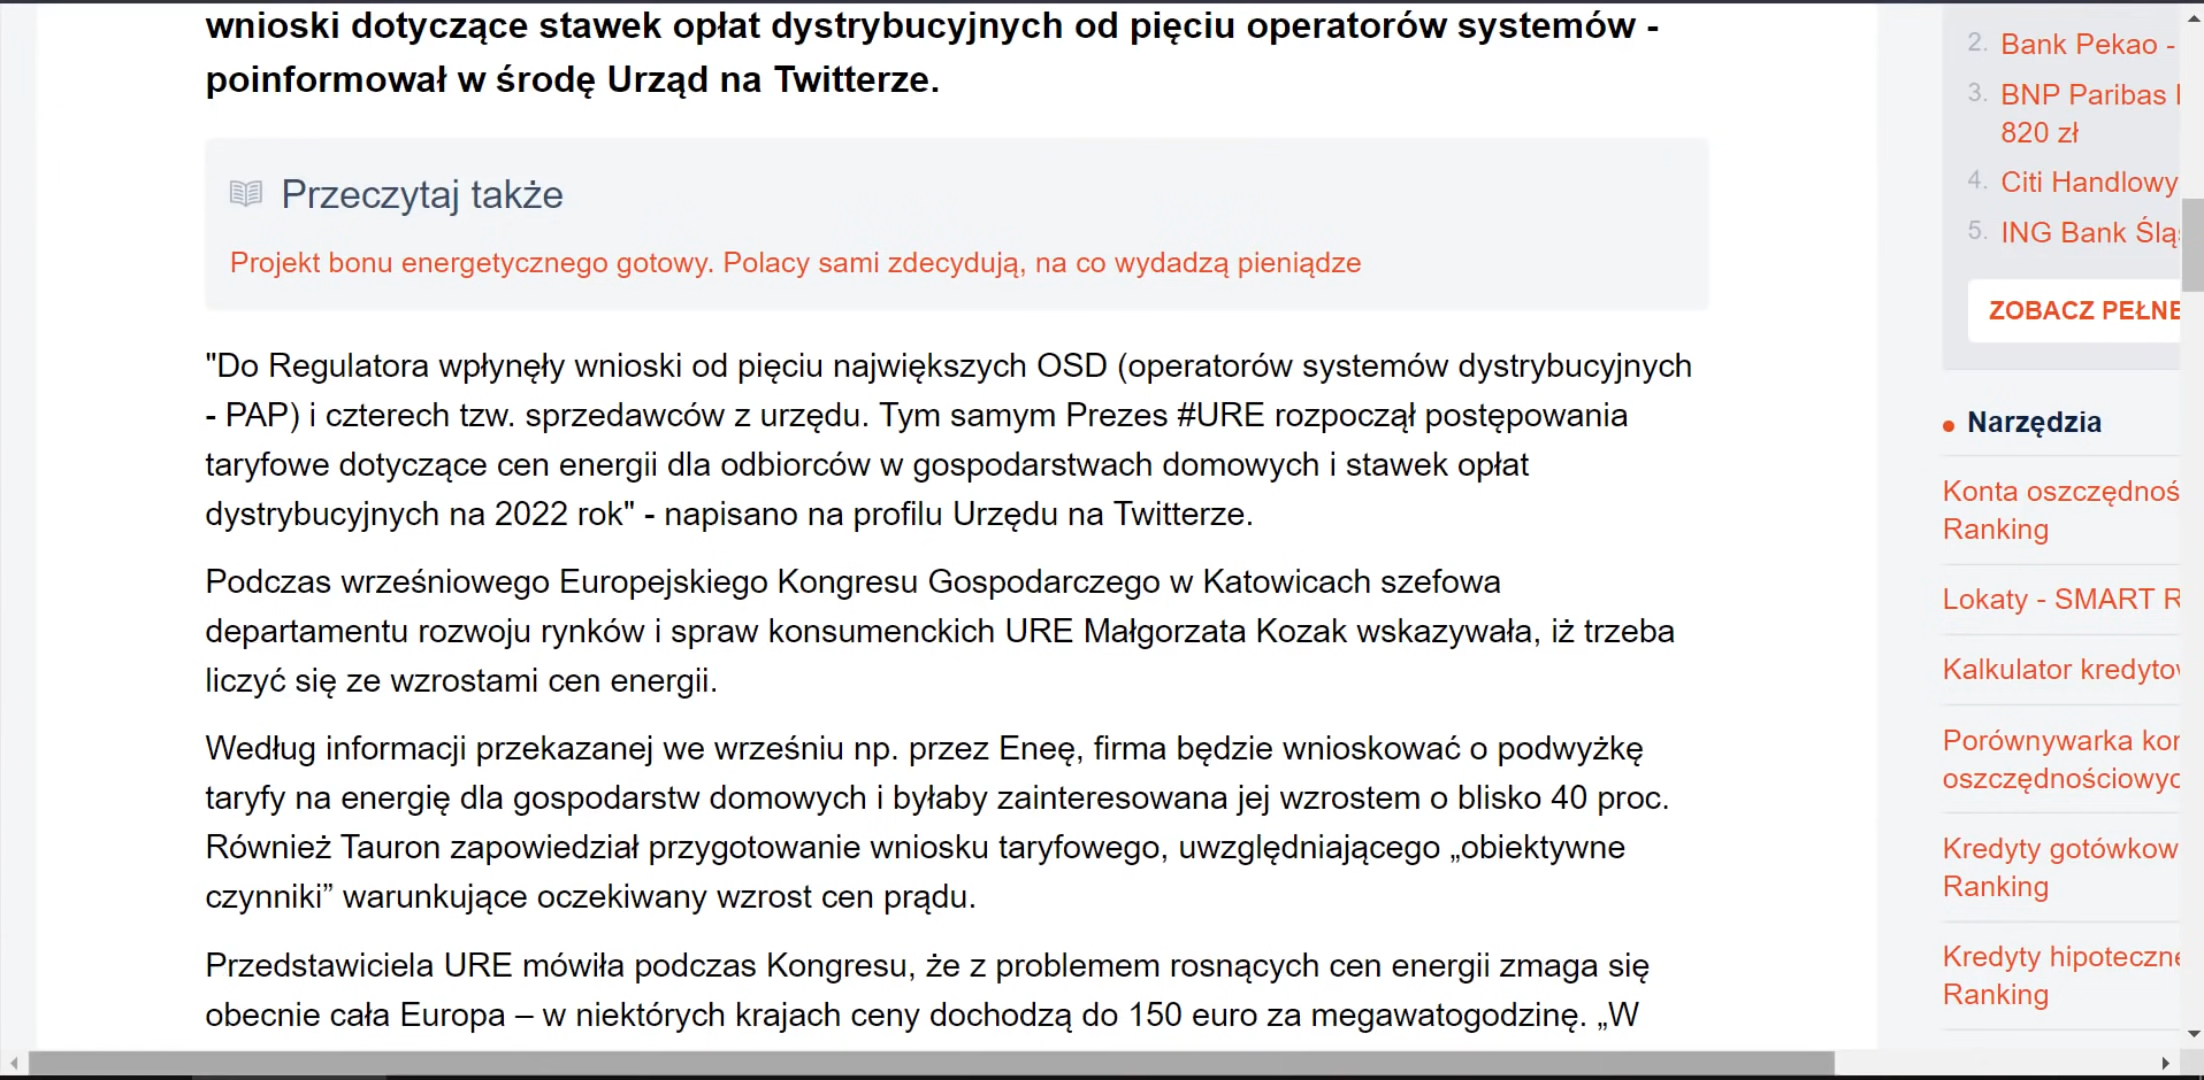 wnioski dotyczące stawek opłat dystrybucyjnych od pięciu operatorów systemów -
poinformował w środę Urząd na Twitterze.
Przeczytaj także
Projekt bonu energetycznego gotowy. Polacy sami zdecydują, na co wydadzą pieniądze
"Do Regulatora wpłynęły wnioski od pięciu największych OSD (operatorów systemów dystrybucyjnych
- PAP) i czterech tzw. sprzedawców z urzędu. Tym samym Prezes #URE rozpoczął postępowania
taryfowe dotyczące cen energii dla odbiorców w gospodarstwach domowych i stawek opłat
dystrybucyjnych na 2022 rok" - napisano na profilu Urzędu na Twitterze.
Podczas wrześniowego Europejskiego Kongresu Gospodarczego w Katowicach szefowa
departamentu rozwoju rynków i spraw konsumenckich URE Małgorzata Kozak wskazywała, iż trzeba
liczyć się ze wzrostami cen energii.
Według informacji przekazanej we wrześniu np. przez Eneę, firma będzie wnioskować o podwyżkę
taryfy na energię dla gospodarstw domowych i byłaby zainteresowana jej wzrostem o blisko 40 proc.
Również Tauron zapowiedział przygotowanie wniosku taryfowego, uwzględniającego „obiektywne
czynniki” warunkujące oczekiwany wzrost cen prądu.
Przedstawiciela URE mówiła podczas Kongresu, że z problemem rosnących cen energii zmaga się
obecnie cała Europa – w niektórych krajach ceny dochodzą do 150 euro za megawatogodzinę. „W
2. Bank Pekao -
3. BNP Paribas
820 zł
4. Citi Handlowy
5. ING Bank
ZOBACZ
Narzędzia
Konta
Ranking
Lokaty - SMART
Kalkulator
Porównywarka
Kredyty
Ranking
Kredyty
Ranking